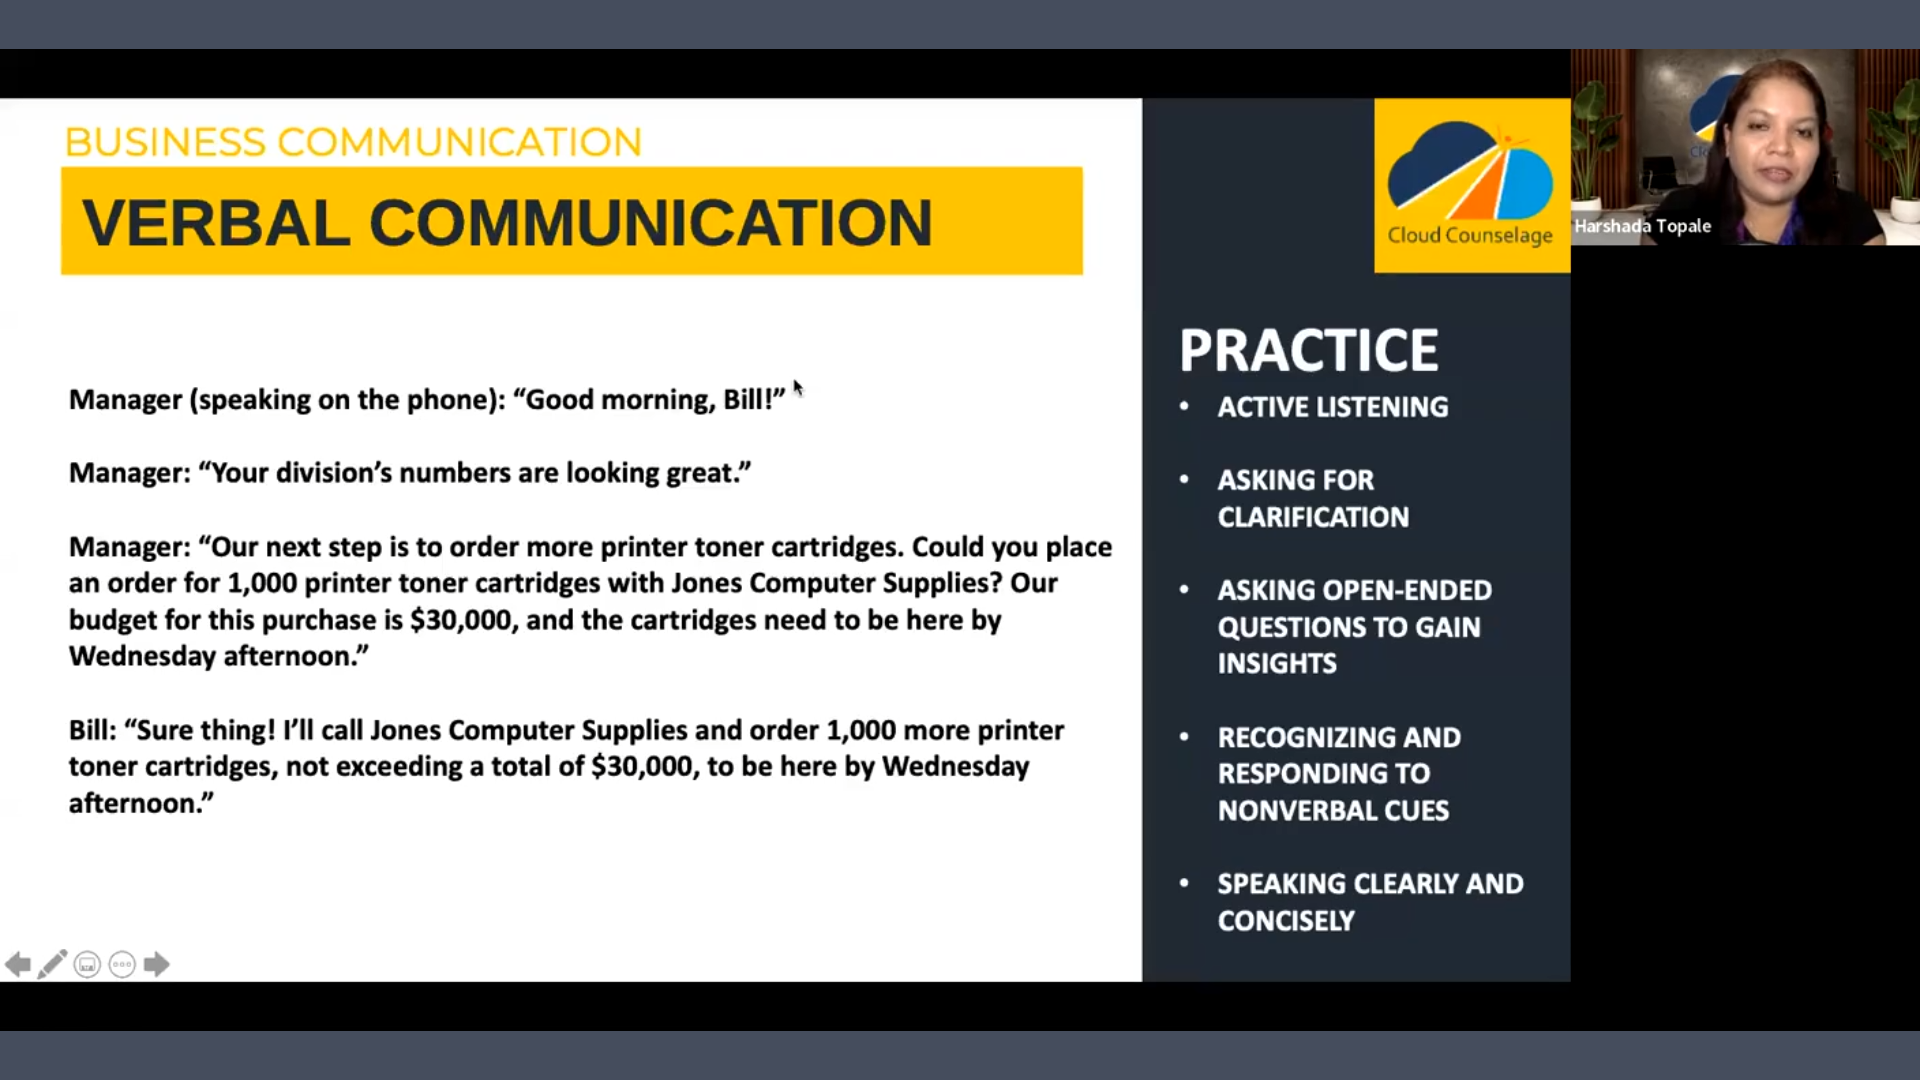 BUSINESS COMMUNICATION
VERBAL COMMUNICATION
Manager (speaking on the phone): “Good morning, Bill!”
Manager: “Your division’s numbers are looking great.”
Manager: “Our next step is to order more printer toner cartridges. Could you place
an order for 1,000 printer toner cartridges with Jones Computer Supplies? Our
budget for this purchase is $30,000, and the cartridges need to be here by
Wednesday afternoon.”
Bill: “Sure thing! I’ll call Jones Computer Supplies and order 1,000 more printer
toner cartridges, not exceeding a total of $30,000, to be here by Wednesday
afternoon.”
Cloud Counselage
PRACTICE
• ACTIVE LISTENING
• ASKING FOR
CLARIFICATION
• ASKING OPEN-ENDED
QUESTIONS TO GAIN
INSIGHTS
• RECOGNIZING AND
RESPONDING TO
NONVERBAL CUES
• SPEAKING CLEARLY AND
CONCISELY
Harshada Topale